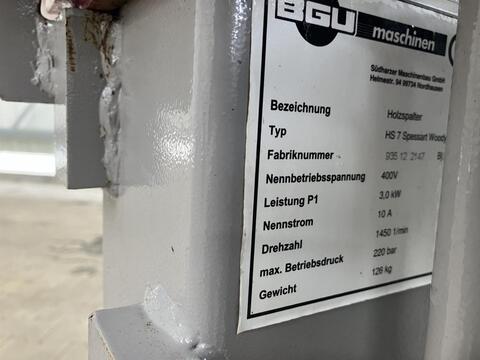 BGU maschinen
Südharzer Maschinenbau GmbH
Helmestr. 94 99734 Nordhausen
Bezeichnung Holzspalter
Typ HS 7 Spessart Woody
Fabriknummer 935 12 2147
Nennbetriebsspannung 400V
Leistung P1 3,0 kW
Nennstrom 10 A
Drehzahl 1450 1/min
max. Betriebsdruck 220 bar
Gewicht 126 kg